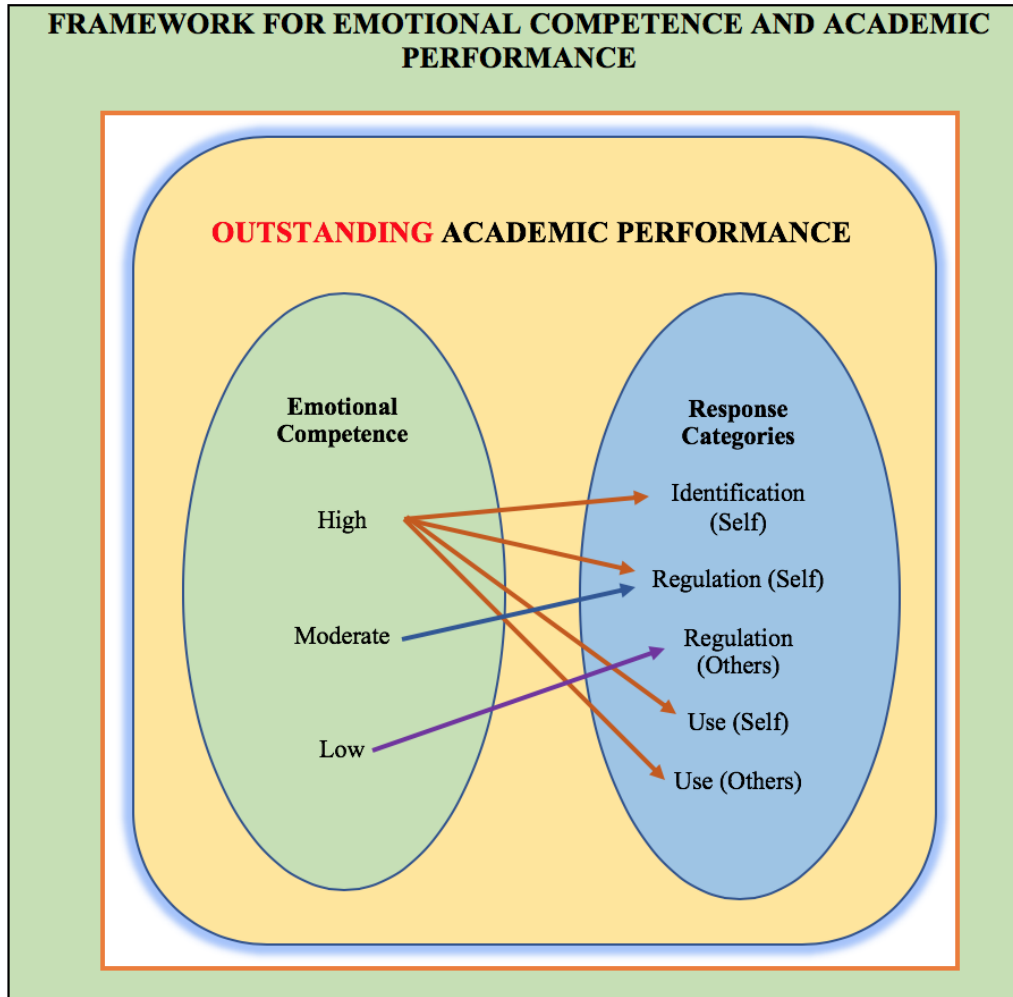 FRAMEWORK FOR EMOTIONAL COMPETENCE AND ACADEMIC
PERFORMANCE
OUTSTANDING ACADEMIC PERFORMANCE
Emotional
Competence
High
Moderate
Low
Response
Categories
Identification
(Self)
Regulation (Self)
Regulation
(Others)
Use (Self)
Use (Others)